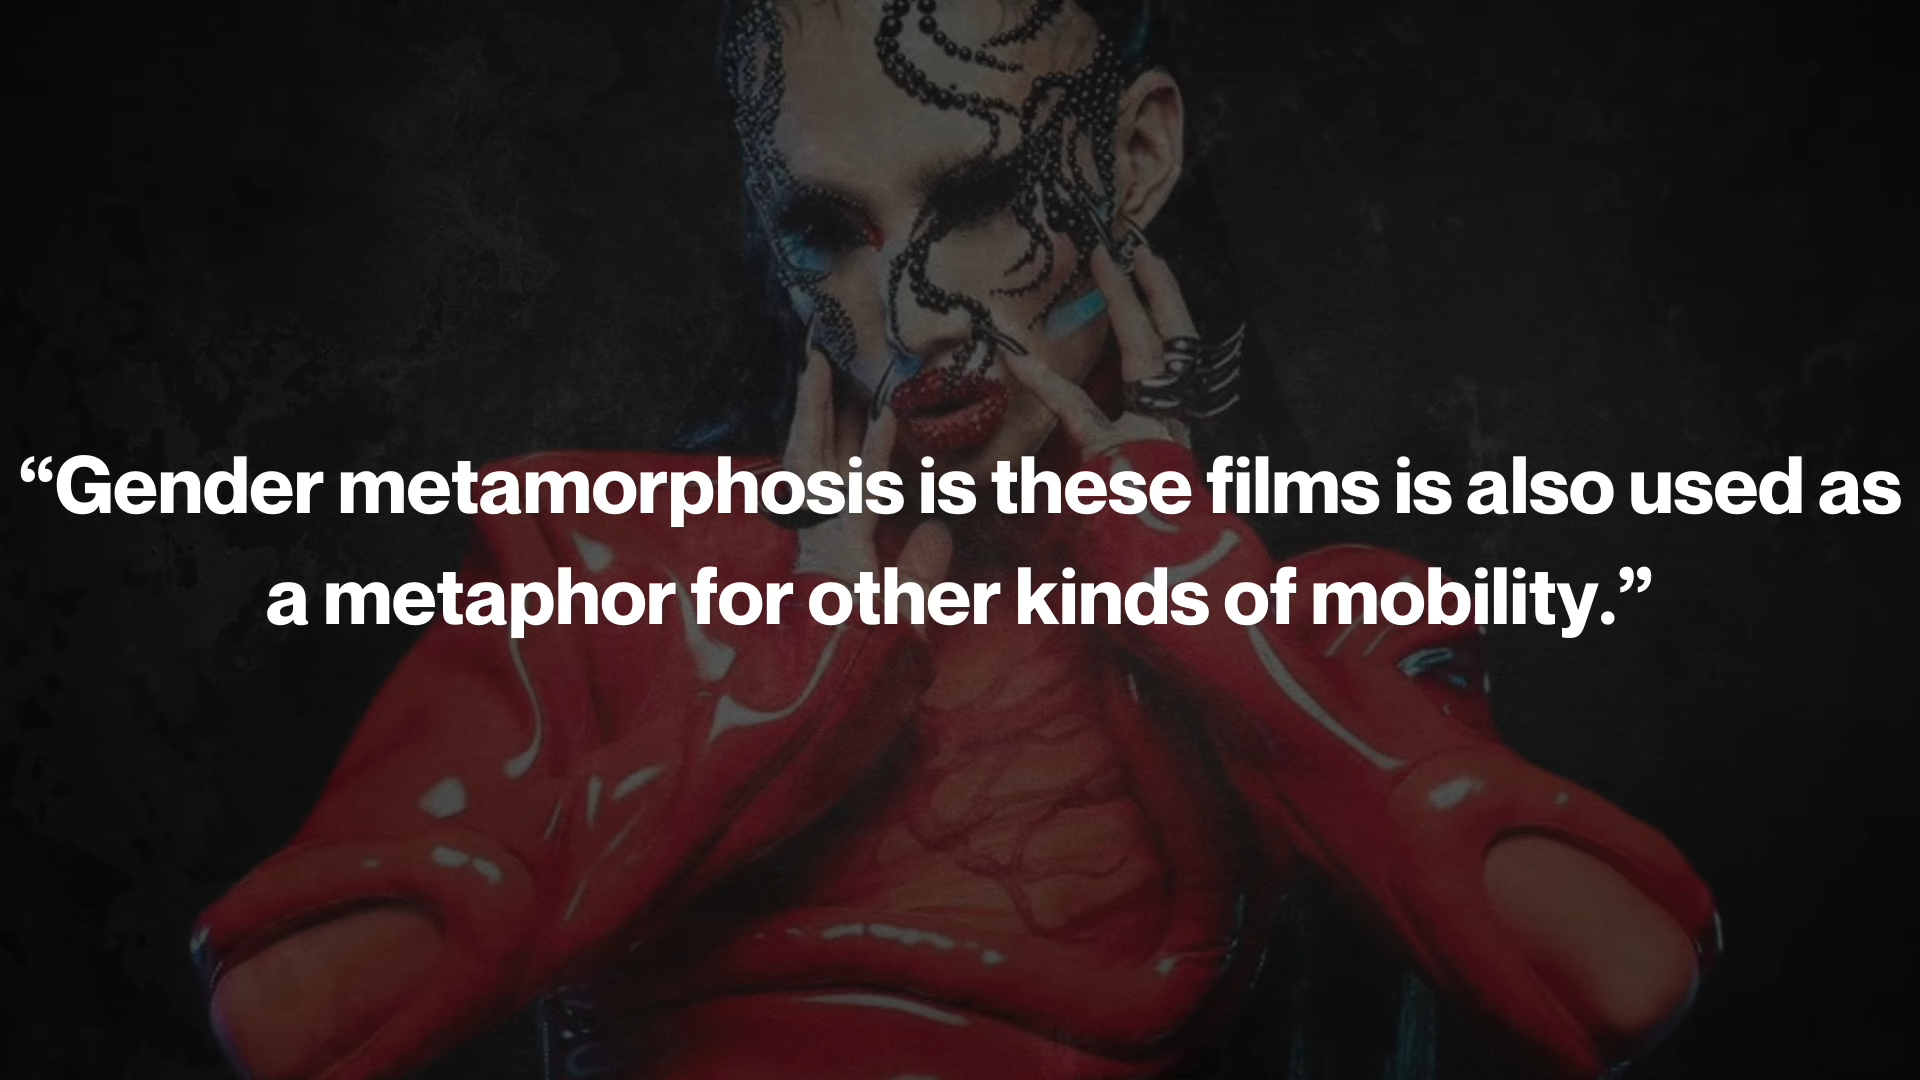 “Gender metamorphosis is these films is also used as
a metaphor for other kinds of mobility.”